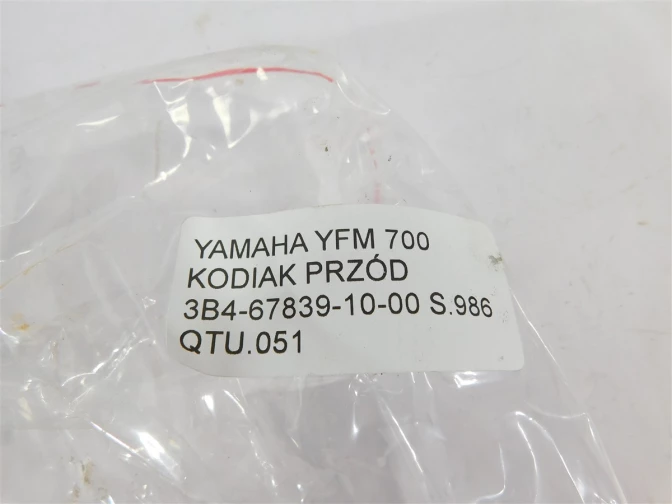 YAMAHA YFM 700
KODIAK PRZÓD
3B4-67839-10-00 S.986
QTU.051